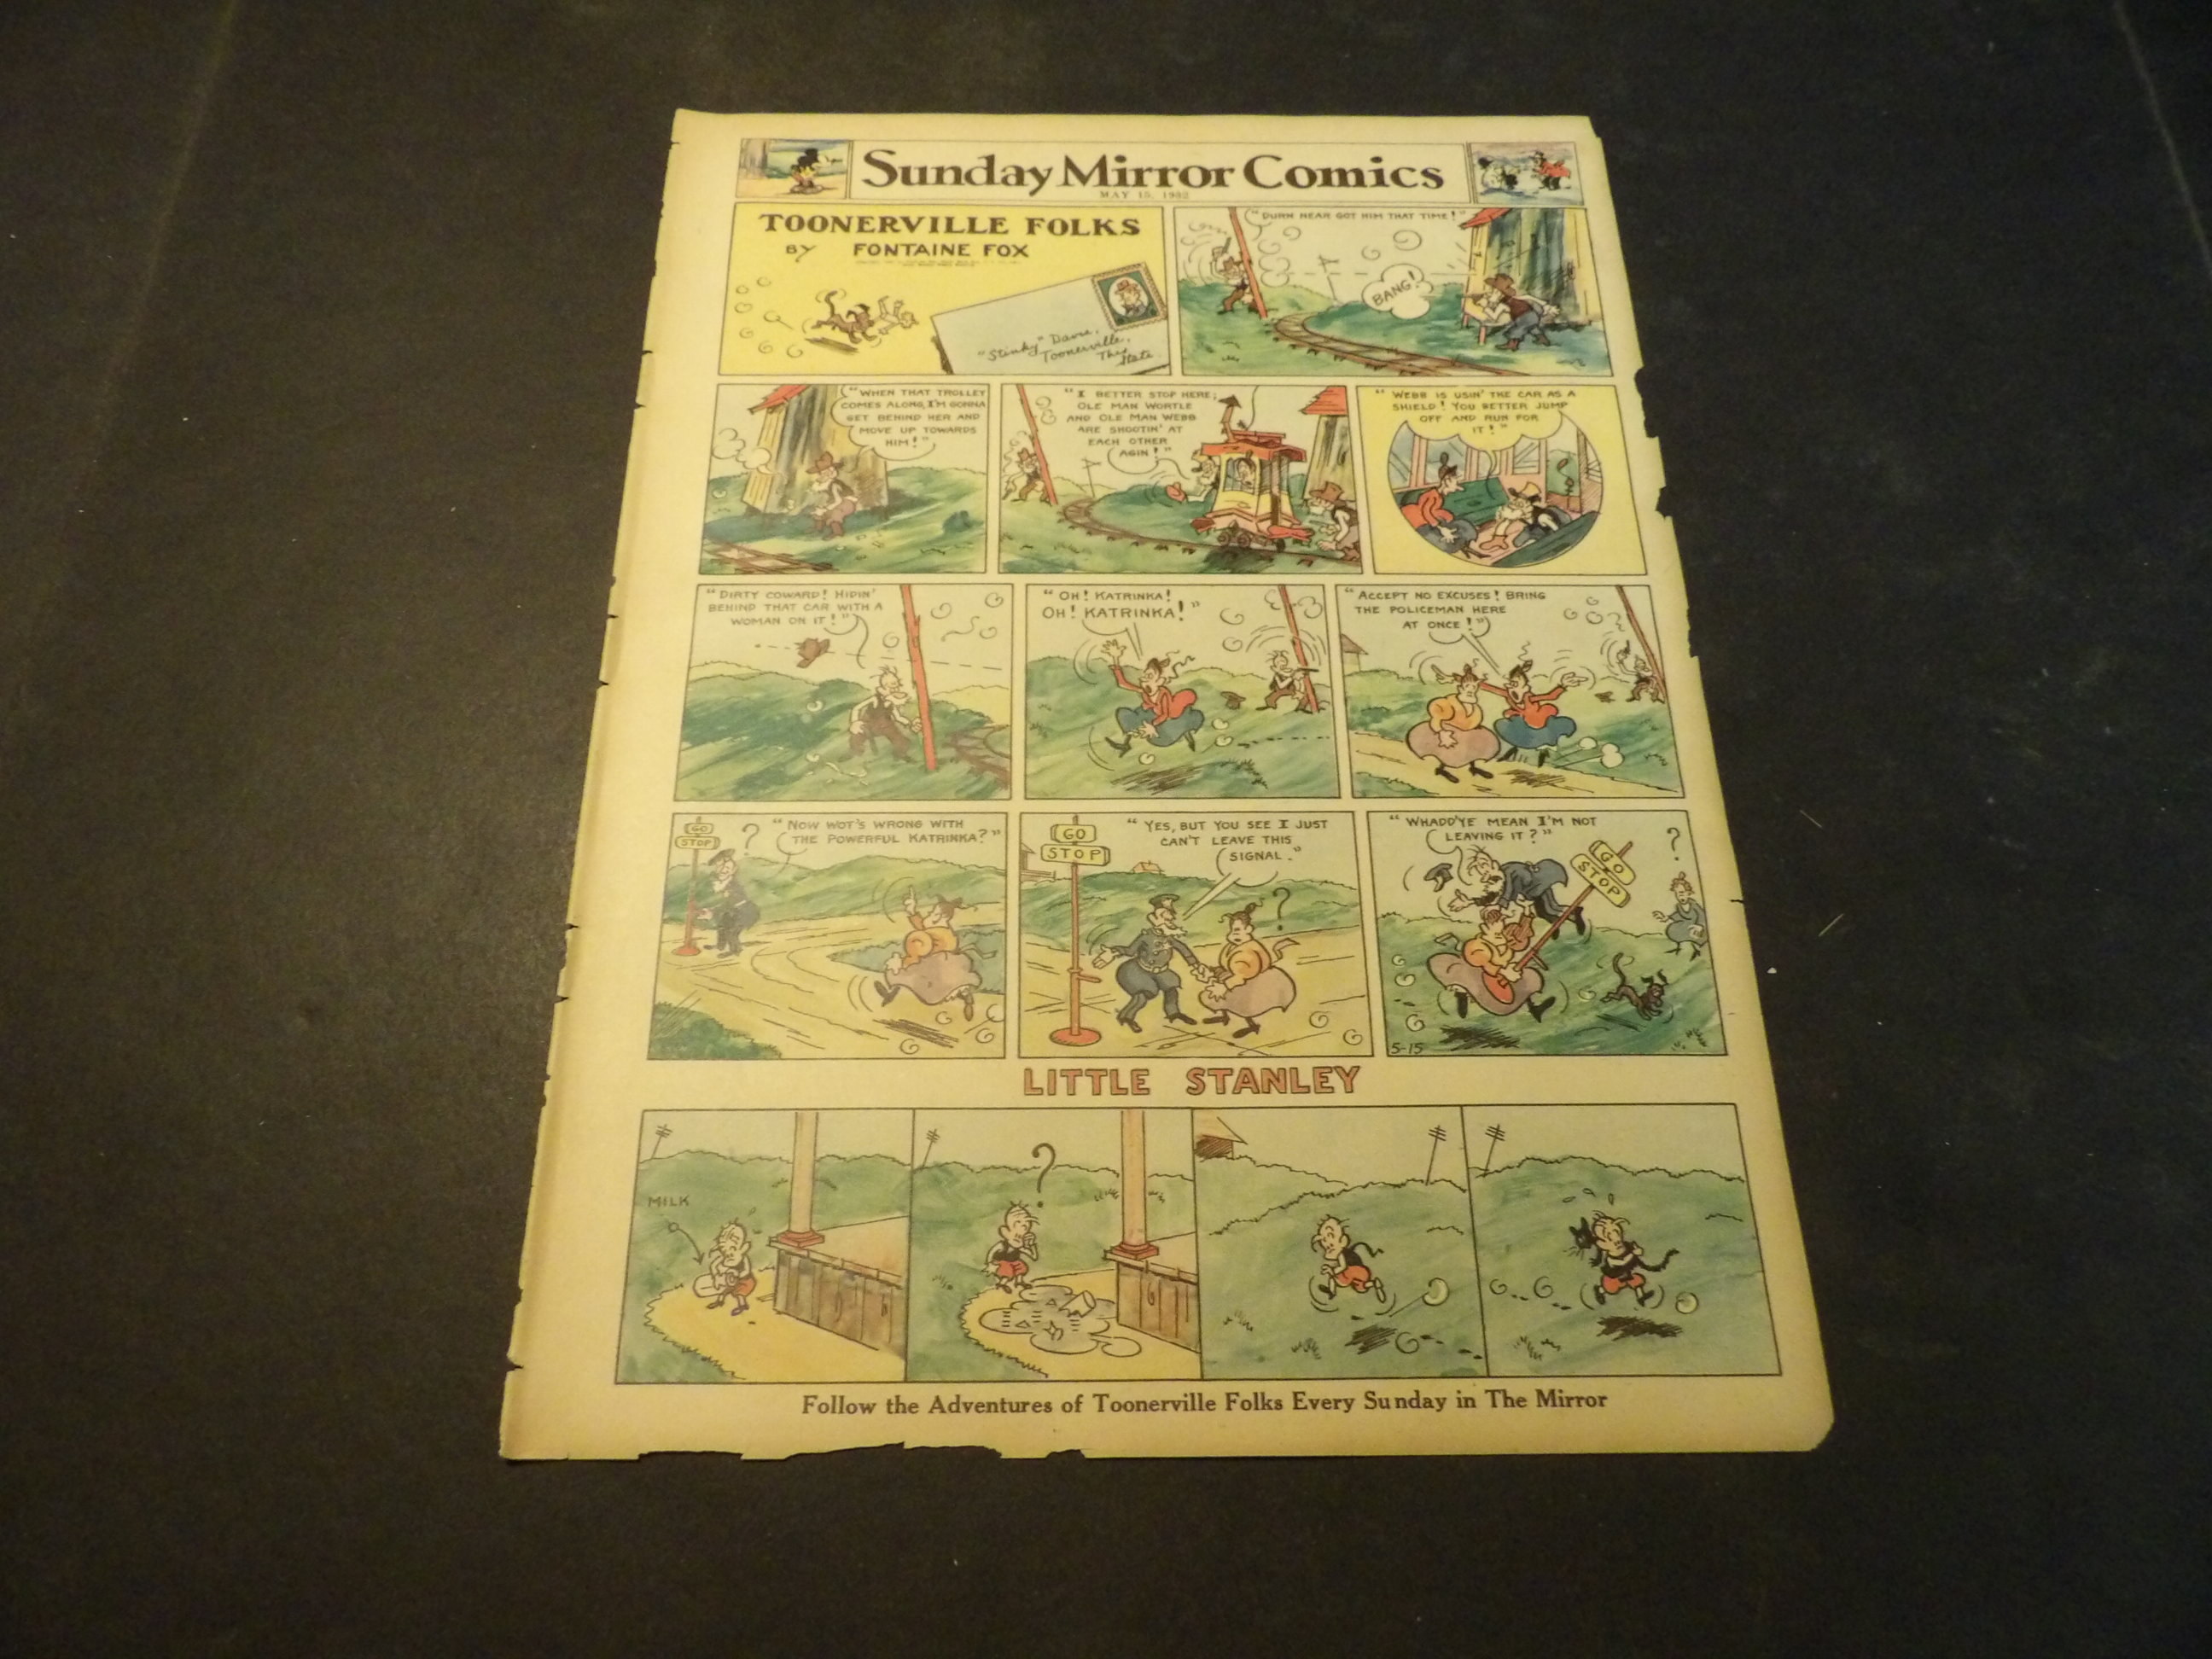 Sunday Mirror Comics
MAY 15, 1932
TOONERVILLE FOLKS
BY FONTAINE FOX
"Stinky" Davis,
Toonerville,
This
State
"DURN NEAR GOT HIM THAT TIME!"
BANG!
"WHEN THAT TROLLEY
COMES ALONG, I'M GONNA
GET BEHIND HER AND
MOVE UP TOWARDS
HIM!"
"I BETTER STOP HERE;
OLE MAN WORTLE
AND OLE MAN WEBB
ARE SHOOTIN' AT
EACH OTHER
AGIN!"
"WEBB IS USIN' THE CAR AS A
SHIELD! YOU BETTER JUMP
OFF AND RUN FOR
IT!"
"DIRTY COWARD! HIDIN'
BEHIND THAT CAR WITH A
WOMAN ON IT!"
"OH! KATRINKA!
OH! KATRINKA!"
"ACCEPT NO EXCUSES! BRING
THE POLICEMAN HERE
AT ONCE!"
GO
STOP
?
"NOW WOT'S WRONG WITH
THE POWERFUL KATRINKA?"
GO
STOP
"YES, BUT YOU SEE I JUST
CAN'T LEAVE THIS
SIGNAL."
?
"WHADD'YE MEAN I'M NOT
LEAVING IT?"
GO
STOP
?
5-15
LITTLE STANLEY
MILK
?
Follow the Adventures of Toonerville Folks Every Sunday in The Mirror